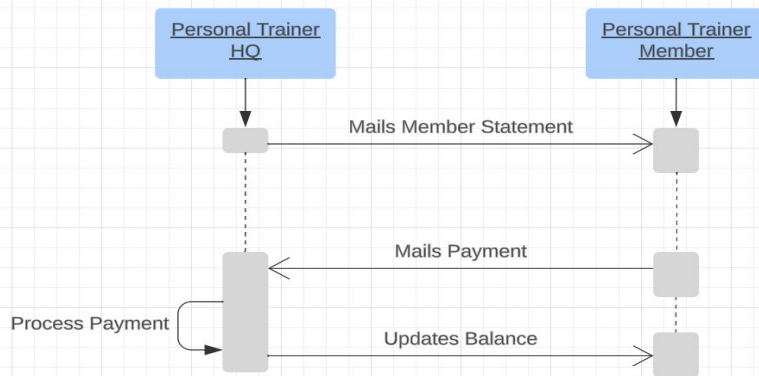 Personal Trainer
HQ
Personal Trainer
Member
Mails Member Statement
Mails Payment
Process Payment
Updates Balance